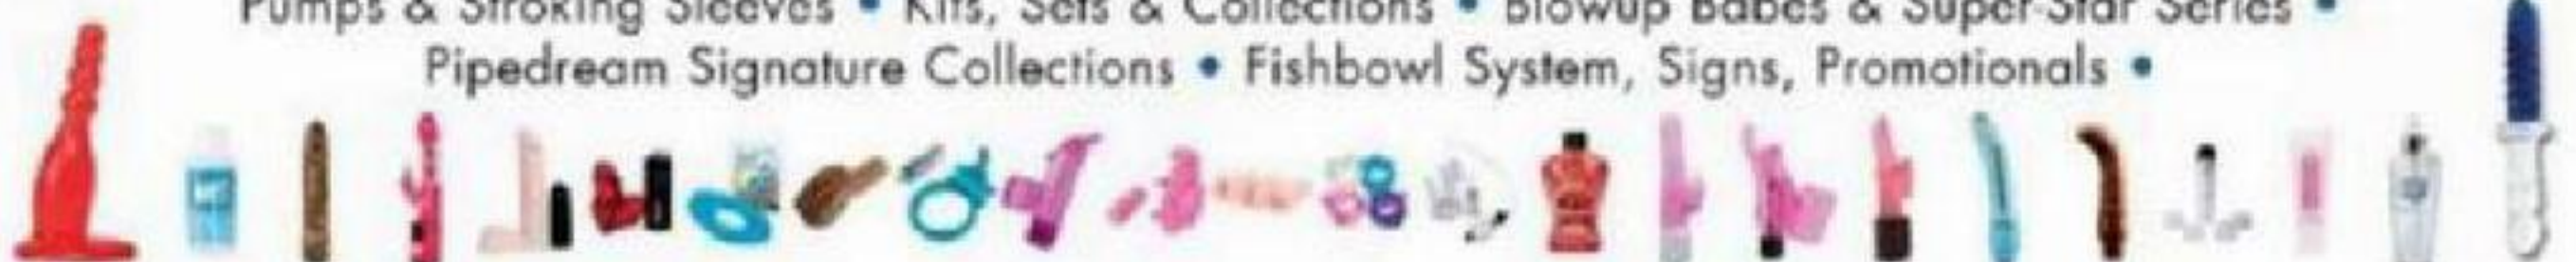 Pumps & Stroking Sleeves • Kits, Sets & Collections • Blowup Babes & Super-Star Series •
Pipedream Signature Collections • Fishbowl System, Signs, Promotionals •